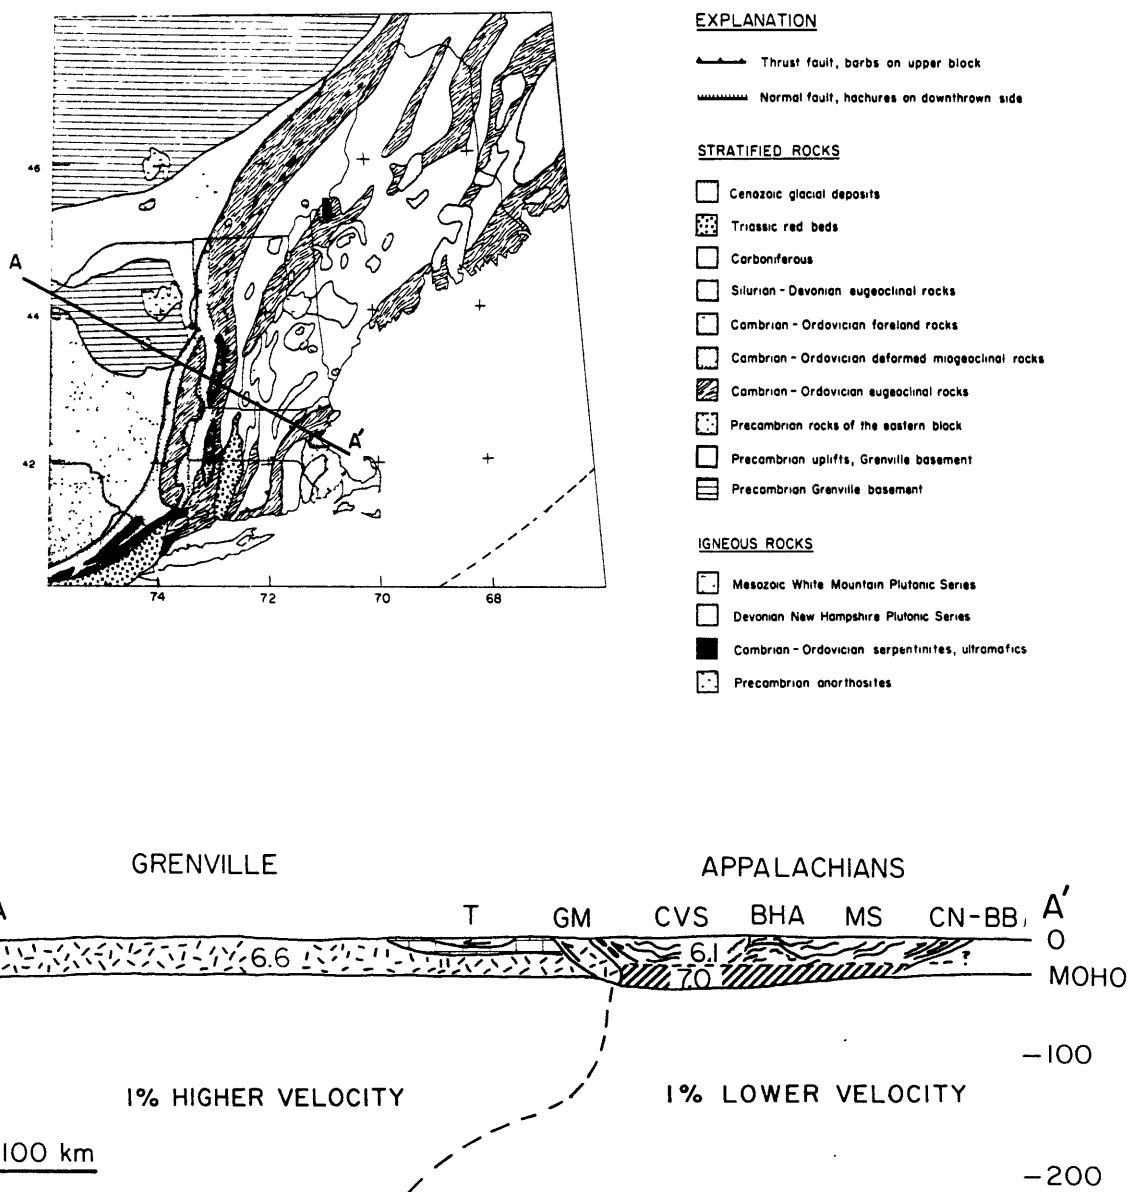 EXPLANATION
Thrust fault, barbs on upper block
Normal fault, hachures on downthrown side
STRATIFIED ROCKS
Cenozoic glacial deposits
Triassic red beds
Carboniferous
Silurian - Devonian eugeoclinal rocks
Cambrian - Ordovician foreland rocks
Cambrian - Ordovician deformed miogeoclinal rocks
Cambrian - Ordovician eugeoclinal rocks
Precambrian rocks of the eastern block
Precambrian uplifts, Grenville basement
Precambrian Grenville basement
IGNEOUS ROCKS
Mesozoic White Mountain Plutonic Series
Devonian New Hampshire Plutonic Series
Cambrian - Ordovician serpentinites, ultramafics
Precambrian anorthosites
46
A
44
A'
42
74 72 70 68
GRENVILLE APPALACHIANS
A T GM CVS BHA MS CN-BB A'
0
6.6 6.1 ?
7.0 MOHO
-100
1% HIGHER VELOCITY 1% LOWER VELOCITY
100 km
-200